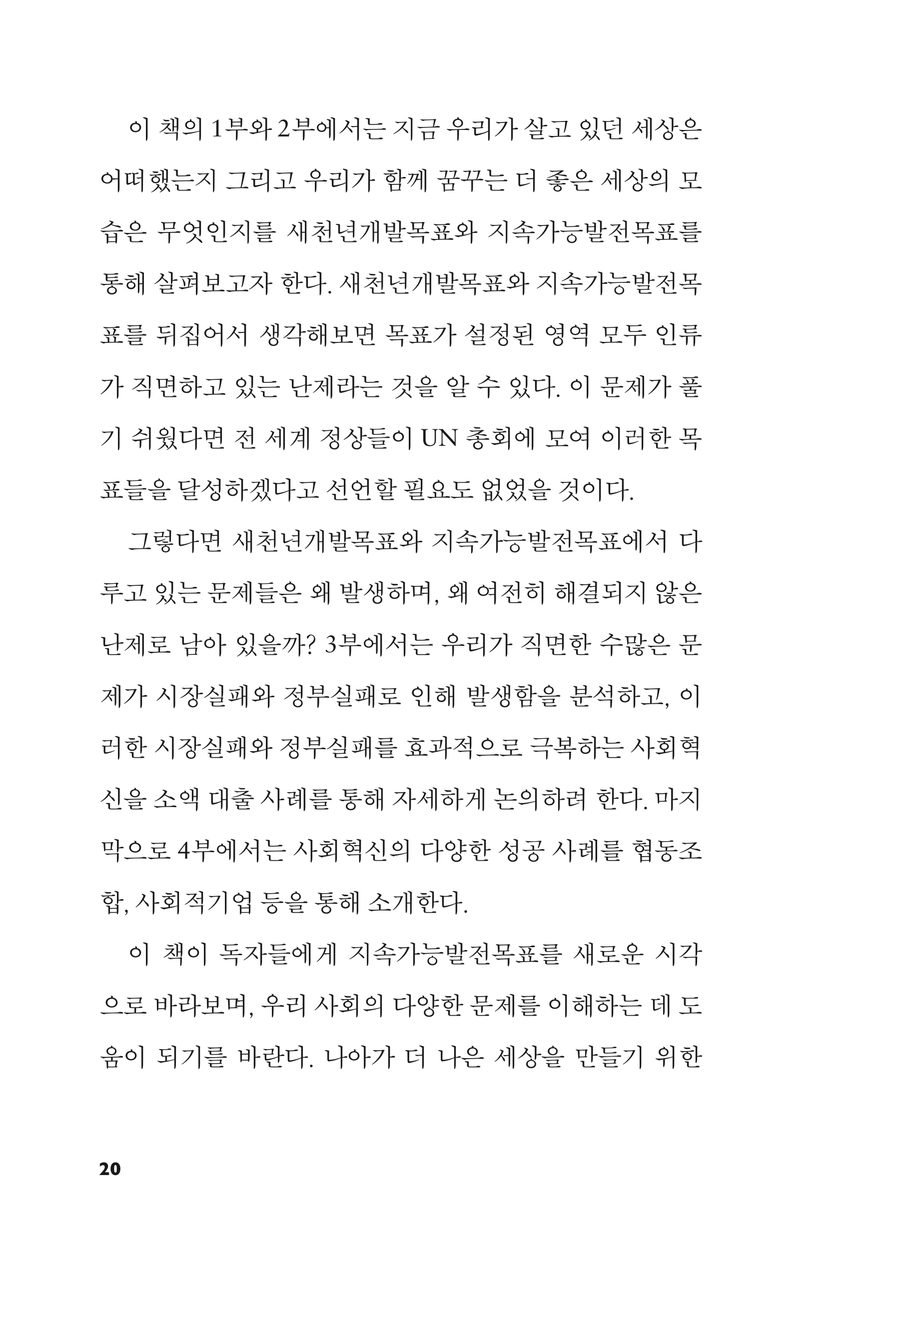 이 책의 1부와 2부에서는 지금 우리가 살고 있던 세상은
어떠했는지 그리고 우리가 함께 꿈꾸는 더 좋은 세상의 모
습은 무엇인지를 새천년개발목표와 지속가능발전목표를
통해 살펴보고자 한다. 새천년개발목표와 지속가능발전목
표를 뒤집어서 생각해보면 목표가 설정된 영역 모두 인류
가 직면하고 있는 난제라는 것을 알 수 있다. 이 문제가 풀
기 쉬웠다면 전 세계 정상들이 UN 총회에 모여 이러한 목
표들을 달성하겠다고 선언할 필요도 없었을 것이다.
그렇다면 새천년개발목표와 지속가능발전목표에서 다
루고 있는 문제들은 왜 발생하며, 왜 여전히 해결되지 않은
난제로 남아 있을까? 3부에서는 우리가 직면한 수많은 문
제가 시장실패와 정부실패로 인해 발생함을 분석하고, 이
러한 시장실패와 정부실패를 효과적으로 극복하는 사회혁
신을 소액 대출 사례를 통해 자세하게 논의하려 한다. 마지
막으로 4부에서는 사회혁신의 다양한 성공 사례를 협동조
합, 사회적기업 등을 통해 소개한다.
이 책이 독자들에게 지속가능발전목표를 새로운 시각
으로 바라보며, 우리 사회의 다양한 문제를 이해하는 데 도
움이 되기를 바란다. 나아가 더 나은 세상을 만들기 위한
20